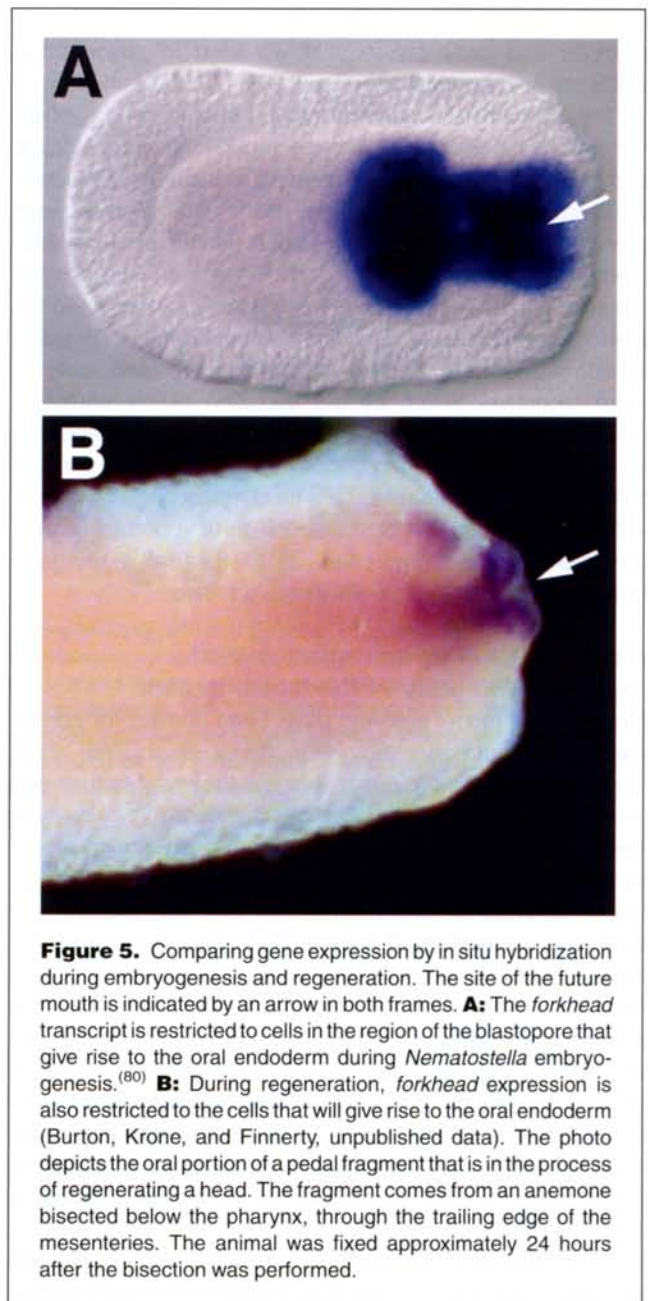 A
B
Figure 5. Comparing gene expression by in situ hybridization
during embryogenesis and regeneration. The site of the future
mouth is indicated by an arrow in both frames. A: The forkhead
transcript is restricted to cells in the region of the blastopore that
give rise to the oral endoderm during Nematostella embryo-
genesis.(80) B: During regeneration, forkhead expression is
also restricted to the cells that will give rise to the oral endoderm
(Burton, Krone, and Finnerty, unpublished data). The photo
depicts the oral portion of a pedal fragment that is in the process
of regenerating a head. The fragment comes from an anemone
bisected below the pharynx, through the trailing edge of the
mesenteries. The animal was fixed approximately 24 hours
after the bisection was performed.